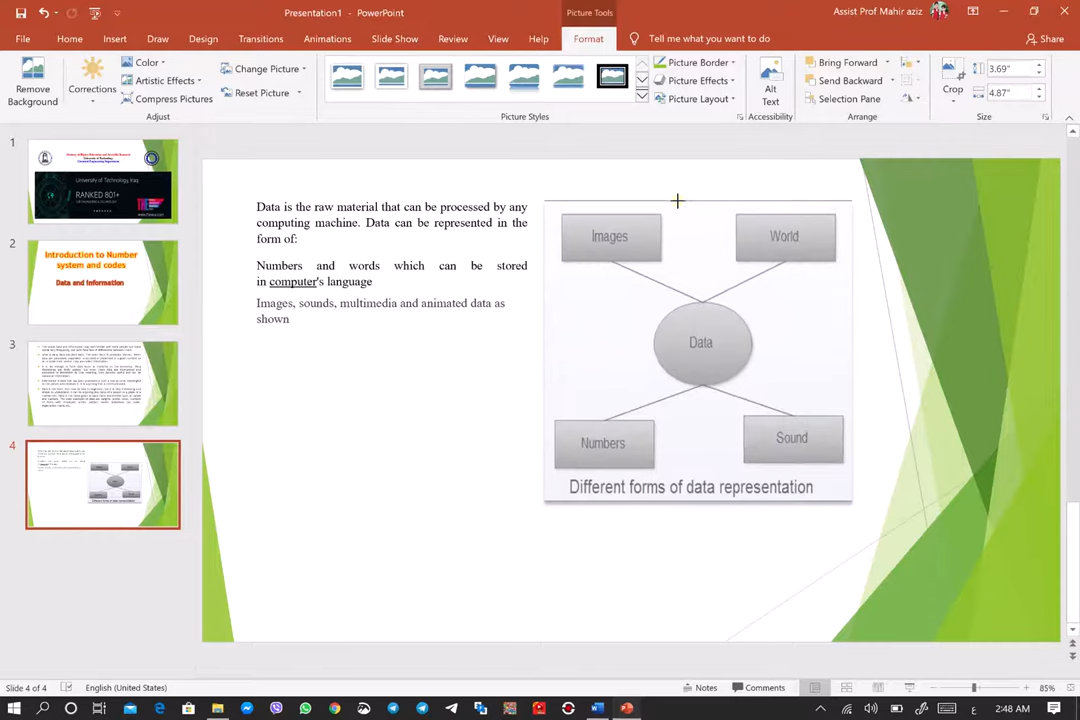 Presentation1 - PowerPoint
Picture Tools
Assist Prof Mahir aziz
File
Home
Insert
Draw
Design
Transitions
Animations
Slide Show
Review
View
Help
Format
Tell me what you want to do
Share
Remove
Background
Corrections
Color
Artistic Effects
Compress Pictures
Change Picture
Reset Picture
Adjust
Picture Styles
Picture Border
Picture Effects
Picture Layout
Alt
Text
Accessibility
Bring Forward
Send Backward
Selection Pane
Arrange
Crop
3.69"
4.87"
Size
1
University of Technology, Iraq
RANKED 801+
2
Introduction to Number
system and codes
Data and Information
3
4
Data is the raw material that can be processed by any
computing machine. Data can be represented in the
form of:
Numbers and words which can be stored
in computer's language
Images, sounds, multimedia and animated data as
shown
Images
World
Data
Numbers
Sound
Different forms of data representation
Slide 4 of 4
English (United States)
Notes
Comments
85%
ع
2:48 AM